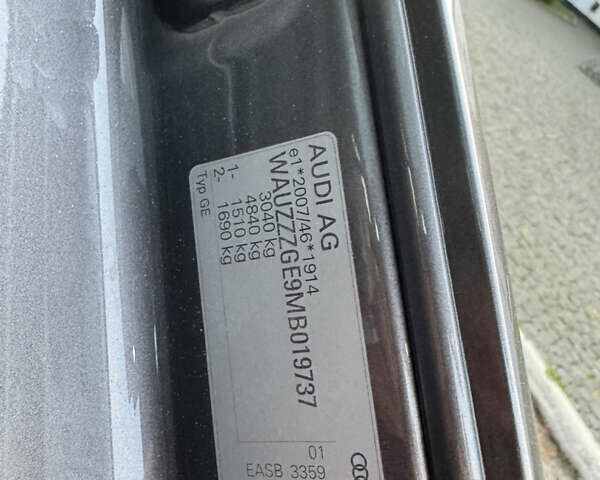 AUDI AG
e1*2007/46*1914
WAUZZZGE9MB019737
3040 kg
4840 kg
1- 1510 kg
2- 1690 kg
Typ GE
01
EASB 3359